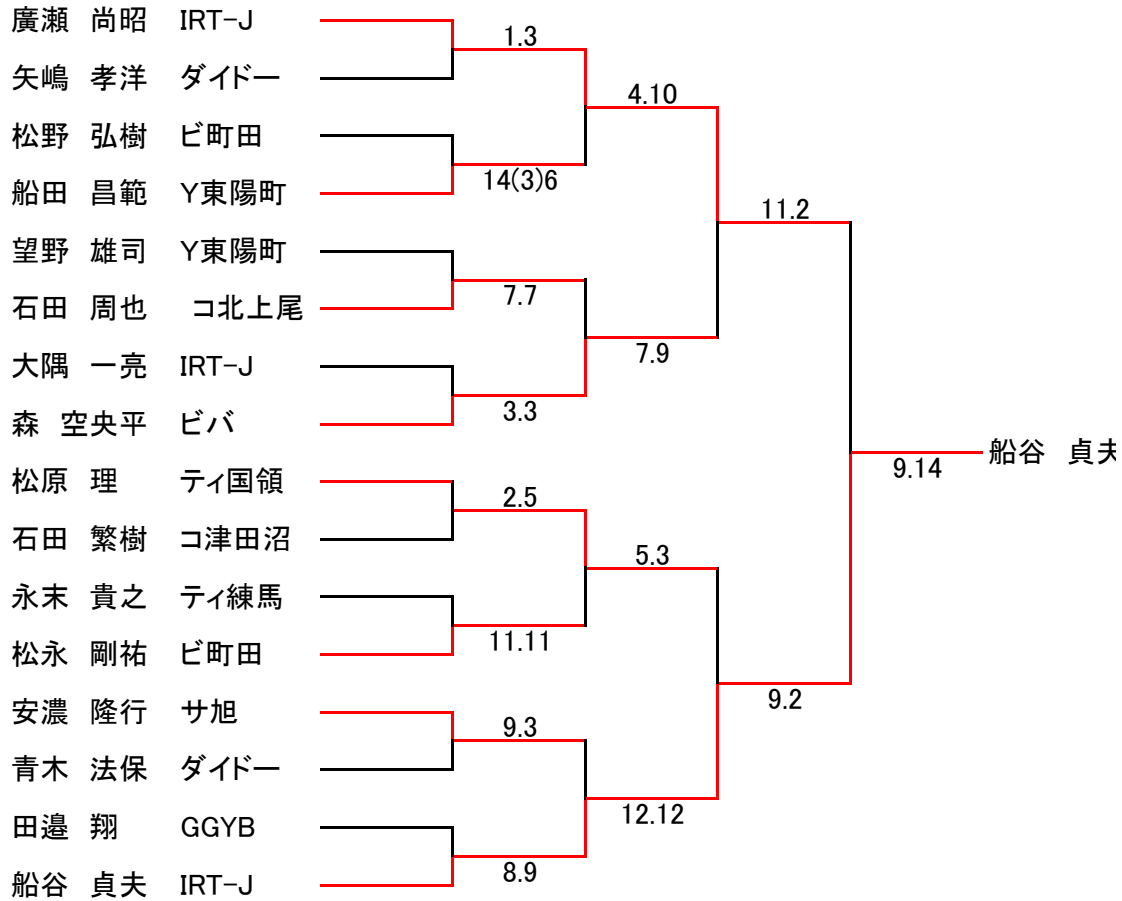 廣瀬 尚昭 IRT-J
1.3
矢嶋 孝洋 ダイドー
4.10
松野 弘樹 ビ町田
14(3)6
船田 昌範 Y東陽町
11.2
望野 雄司 Y東陽町
7.7
石田 周也 コ北上尾
7.9
大隅 一亮 IRT-J
3.3
森 空央平 ビバ
船谷 貞夫
9.14
松原 理 ティ国領
2.5
石田 繁樹 コ津田沼
5.3
永末 貴之 ティ練馬
11.11
松永 剛祐 ビ町田
9.2
安濃 隆行 サ旭
9.3
青木 法保 ダイドー
12.12
田邉 翔 GGYB
8.9
船谷 貞夫 IRT-J